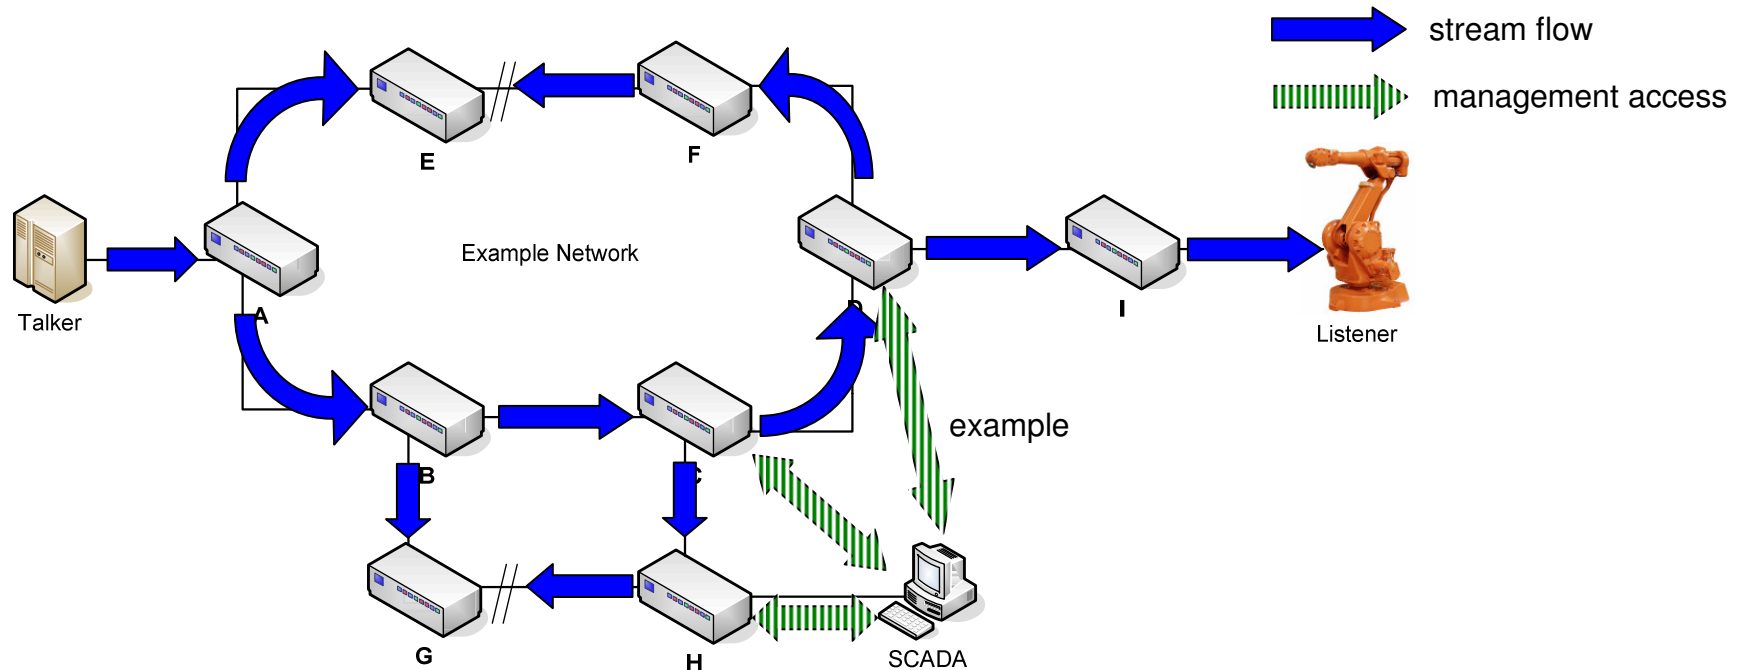 stream flow
management access
E
F
Example Network
Talker
A
D
I
Listener
example
B
C
G
H
SCADA